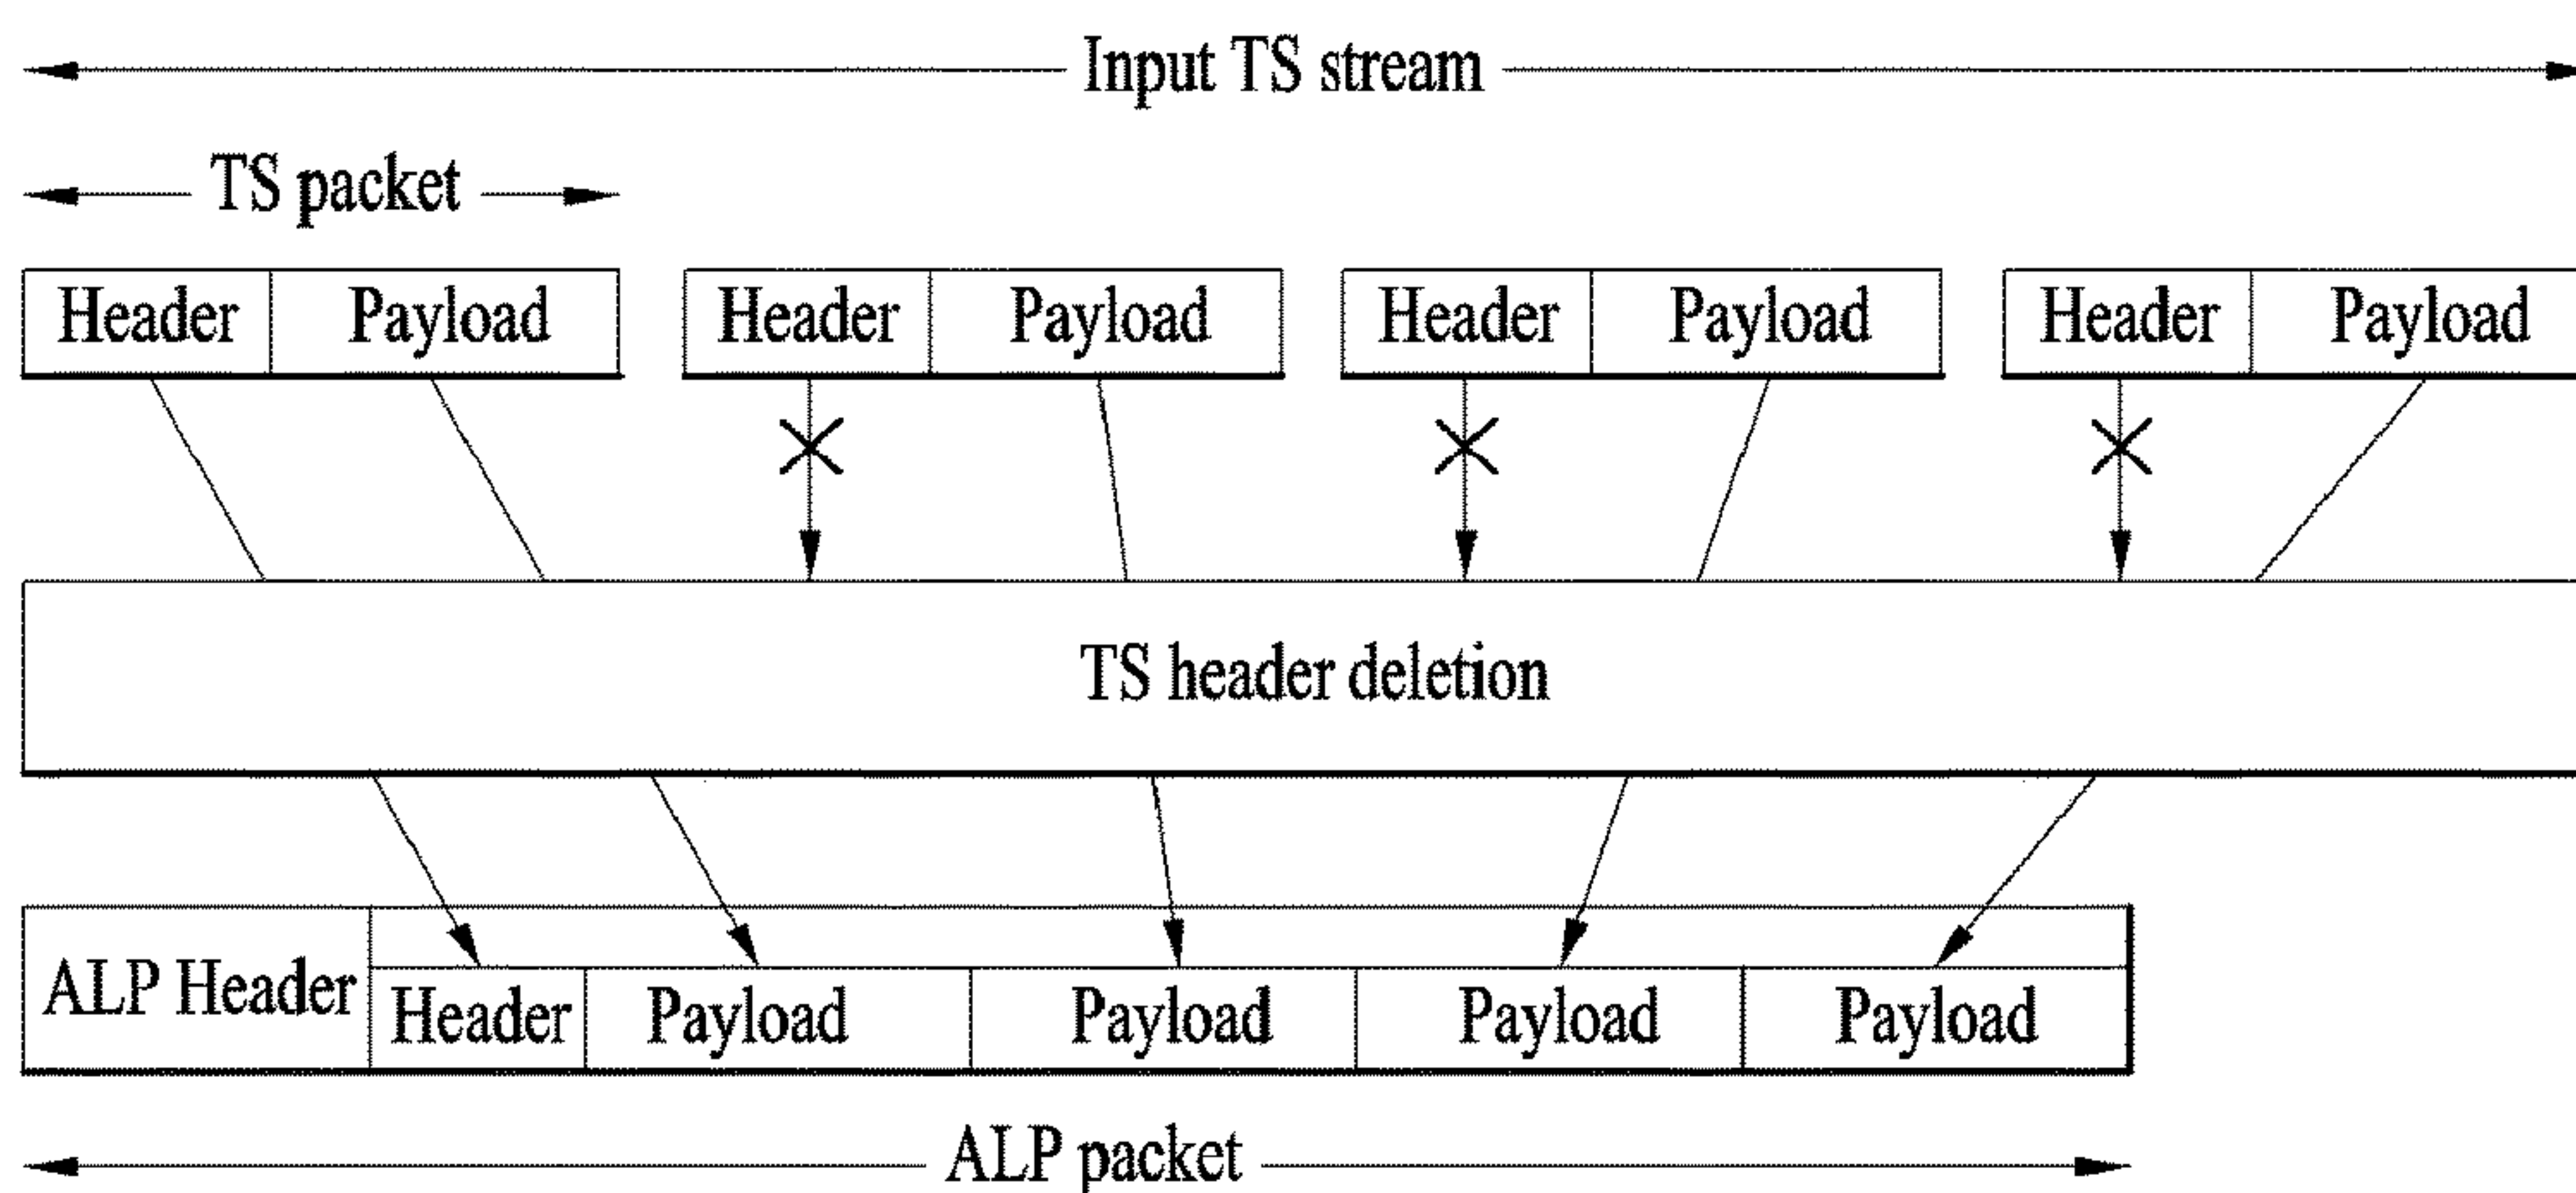 Input TS stream
TS packet
Header Payload Header Payload Header Payload Header Payload
TS header deletion
ALP Header Header Payload Payload Payload Payload
ALP packet